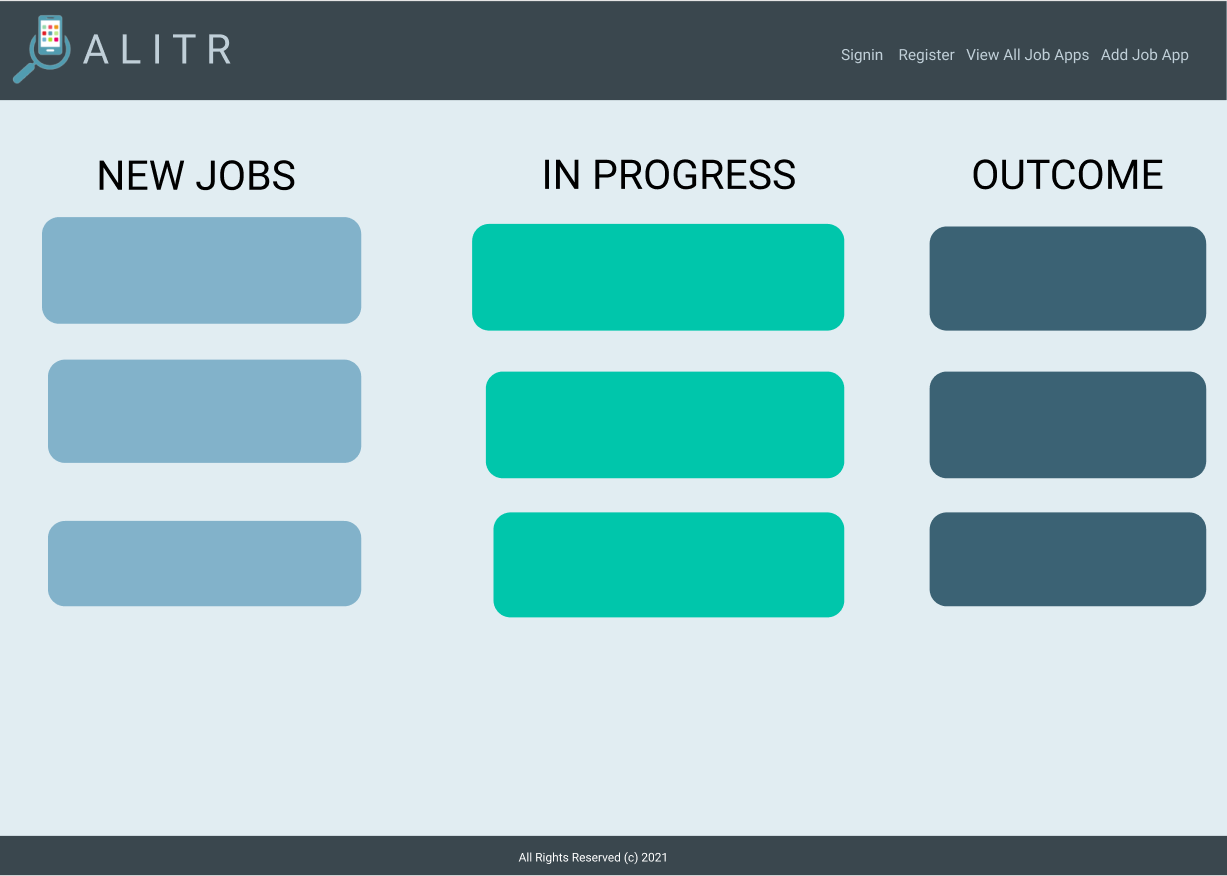 ALITR
Signin Register View All Job Apps Add Job App
NEW JOBS
IN PROGRESS
OUTCOME
All Rights Reserved (c) 2021